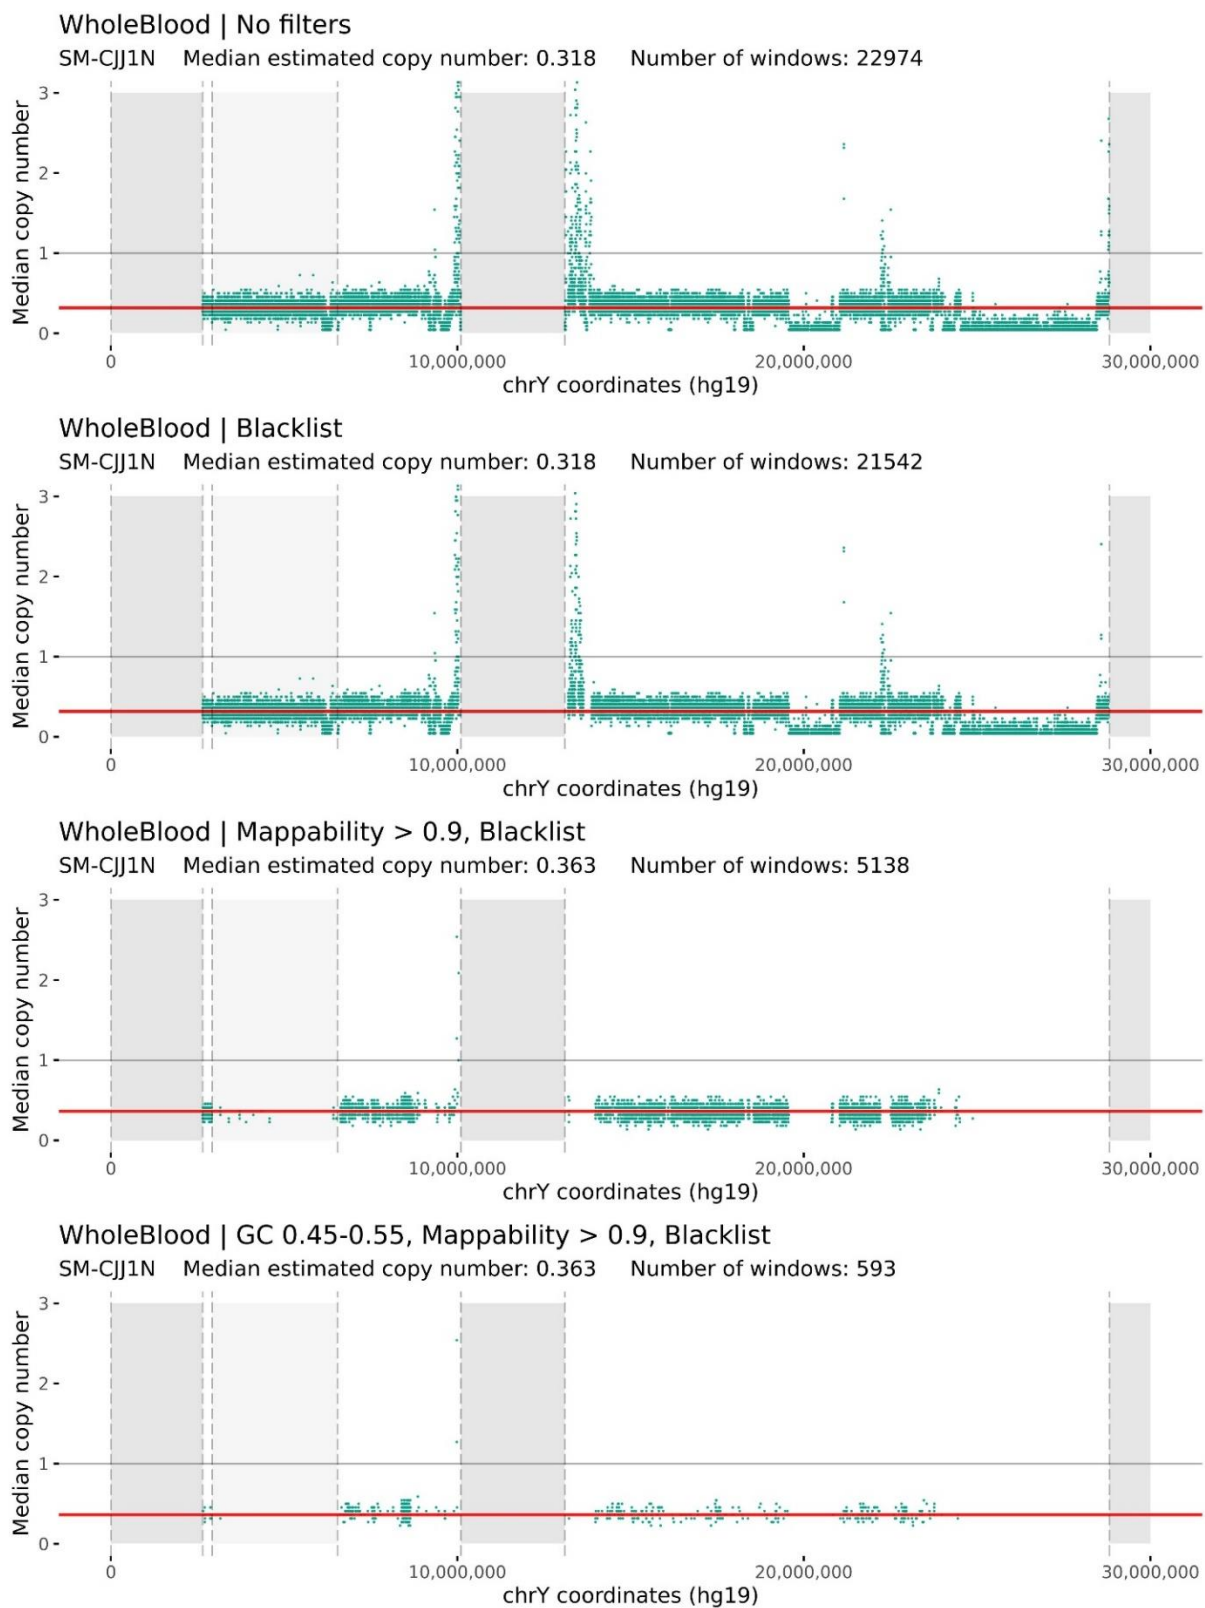 WholeBlood | No filters
SM-CJJ1N Median estimated copy number: 0.318 Number of windows: 22974
Median copy number
3
2
1
0
0 10,000,000 20,000,000 30,000,000
chrY coordinates (hg19)
WholeBlood | Blacklist
SM-CJJ1N Median estimated copy number: 0.318 Number of windows: 21542
Median copy number
3
2
1
0
0 10,000,000 20,000,000 30,000,000
chrY coordinates (hg19)
WholeBlood | Mappability > 0.9, Blacklist
SM-CJJ1N Median estimated copy number: 0.363 Number of windows: 5138
Median copy number
3
2
1
0
0 10,000,000 20,000,000 30,000,000
chrY coordinates (hg19)
WholeBlood | GC 0.45-0.55, Mappability > 0.9, Blacklist
SM-CJJ1N Median estimated copy number: 0.363 Number of windows: 593
Median copy number
3
2
1
0
0 10,000,000 20,000,000 30,000,000
chrY coordinates (hg19)